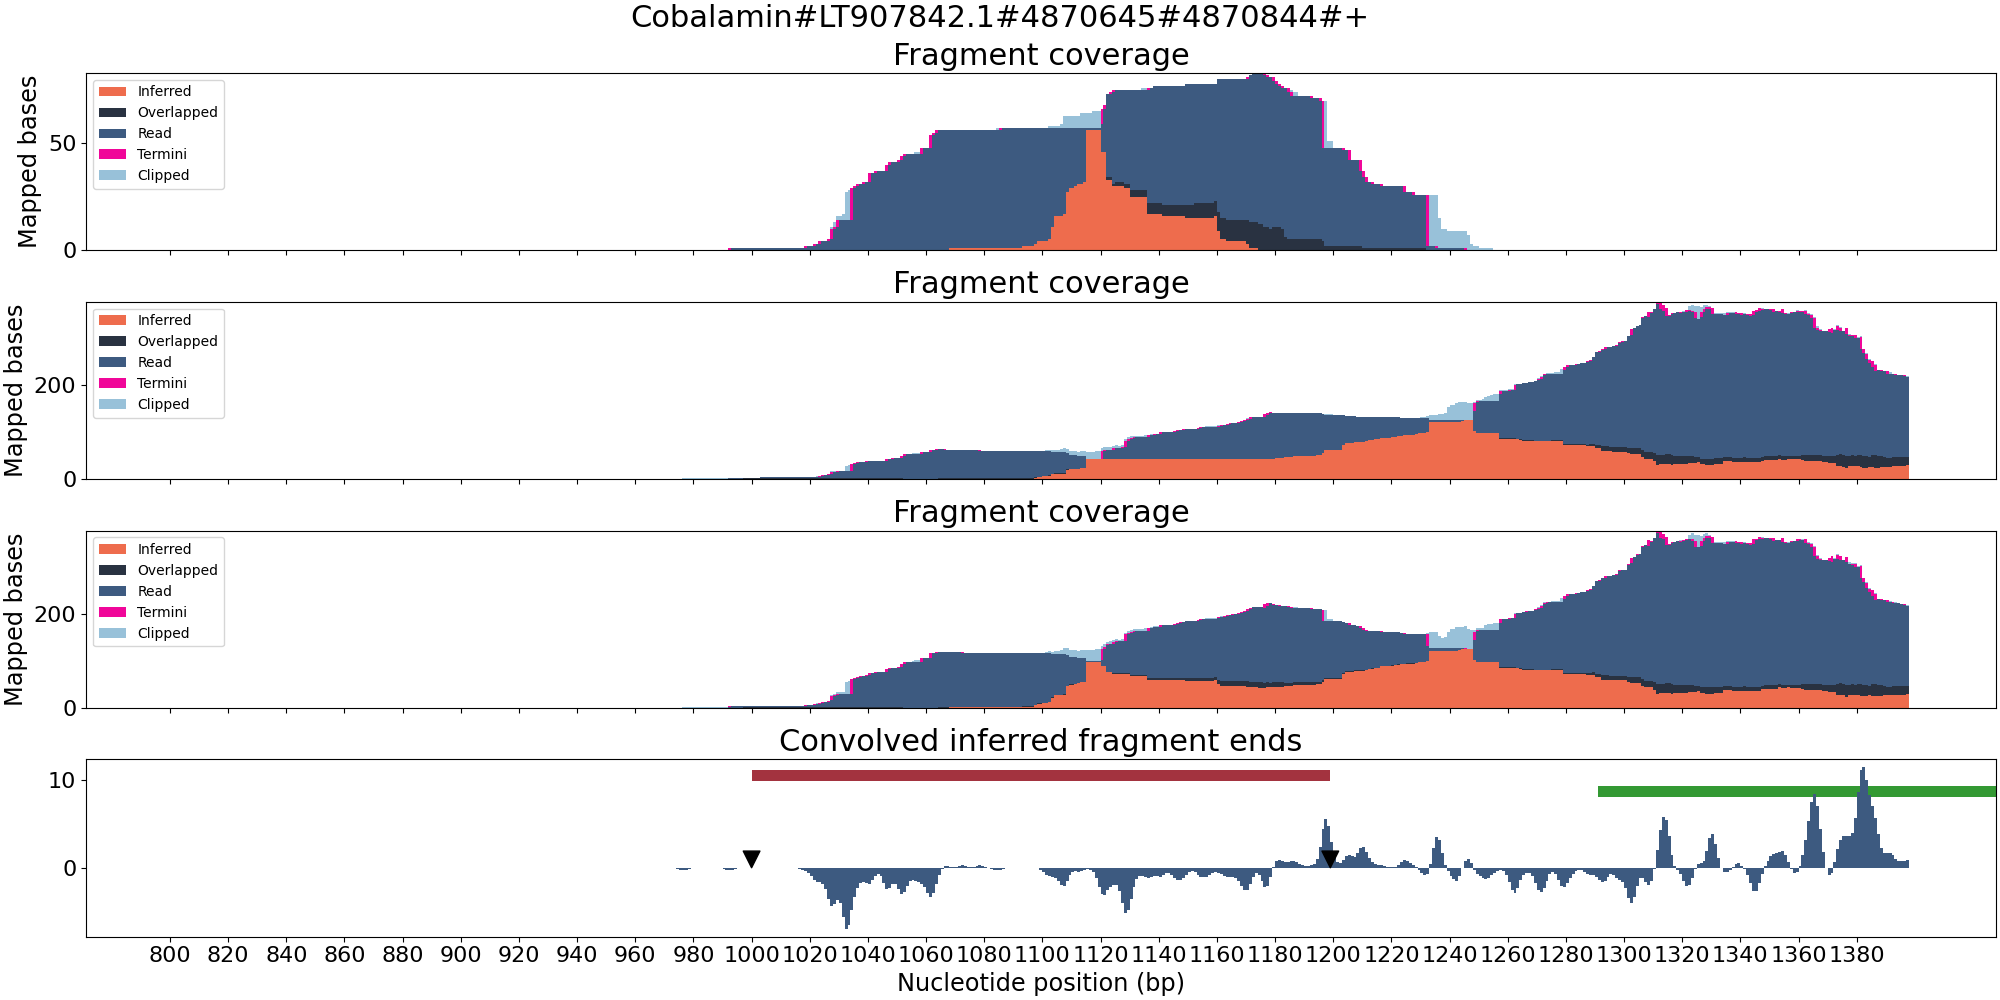 Cobalamin#LT907842.1#4870645#4870844#+
Fragment coverage
Mapped bases
50
0
Inferred
Overlapped
Read
Termini
Clipped
Fragment coverage
Mapped bases
200
0
Inferred
Overlapped
Read
Termini
Clipped
Fragment coverage
Mapped bases
200
0
Inferred
Overlapped
Read
Termini
Clipped
Convolved inferred fragment ends
10
0
800 820 840 860 880 900 920 940 960 980 1000 1020 1040 1060 1080 1100 1120 1140 1160 1180 1200 1220 1240 1260 1280 1300 1320 1340 1360 1380
Nucleotide position (bp)